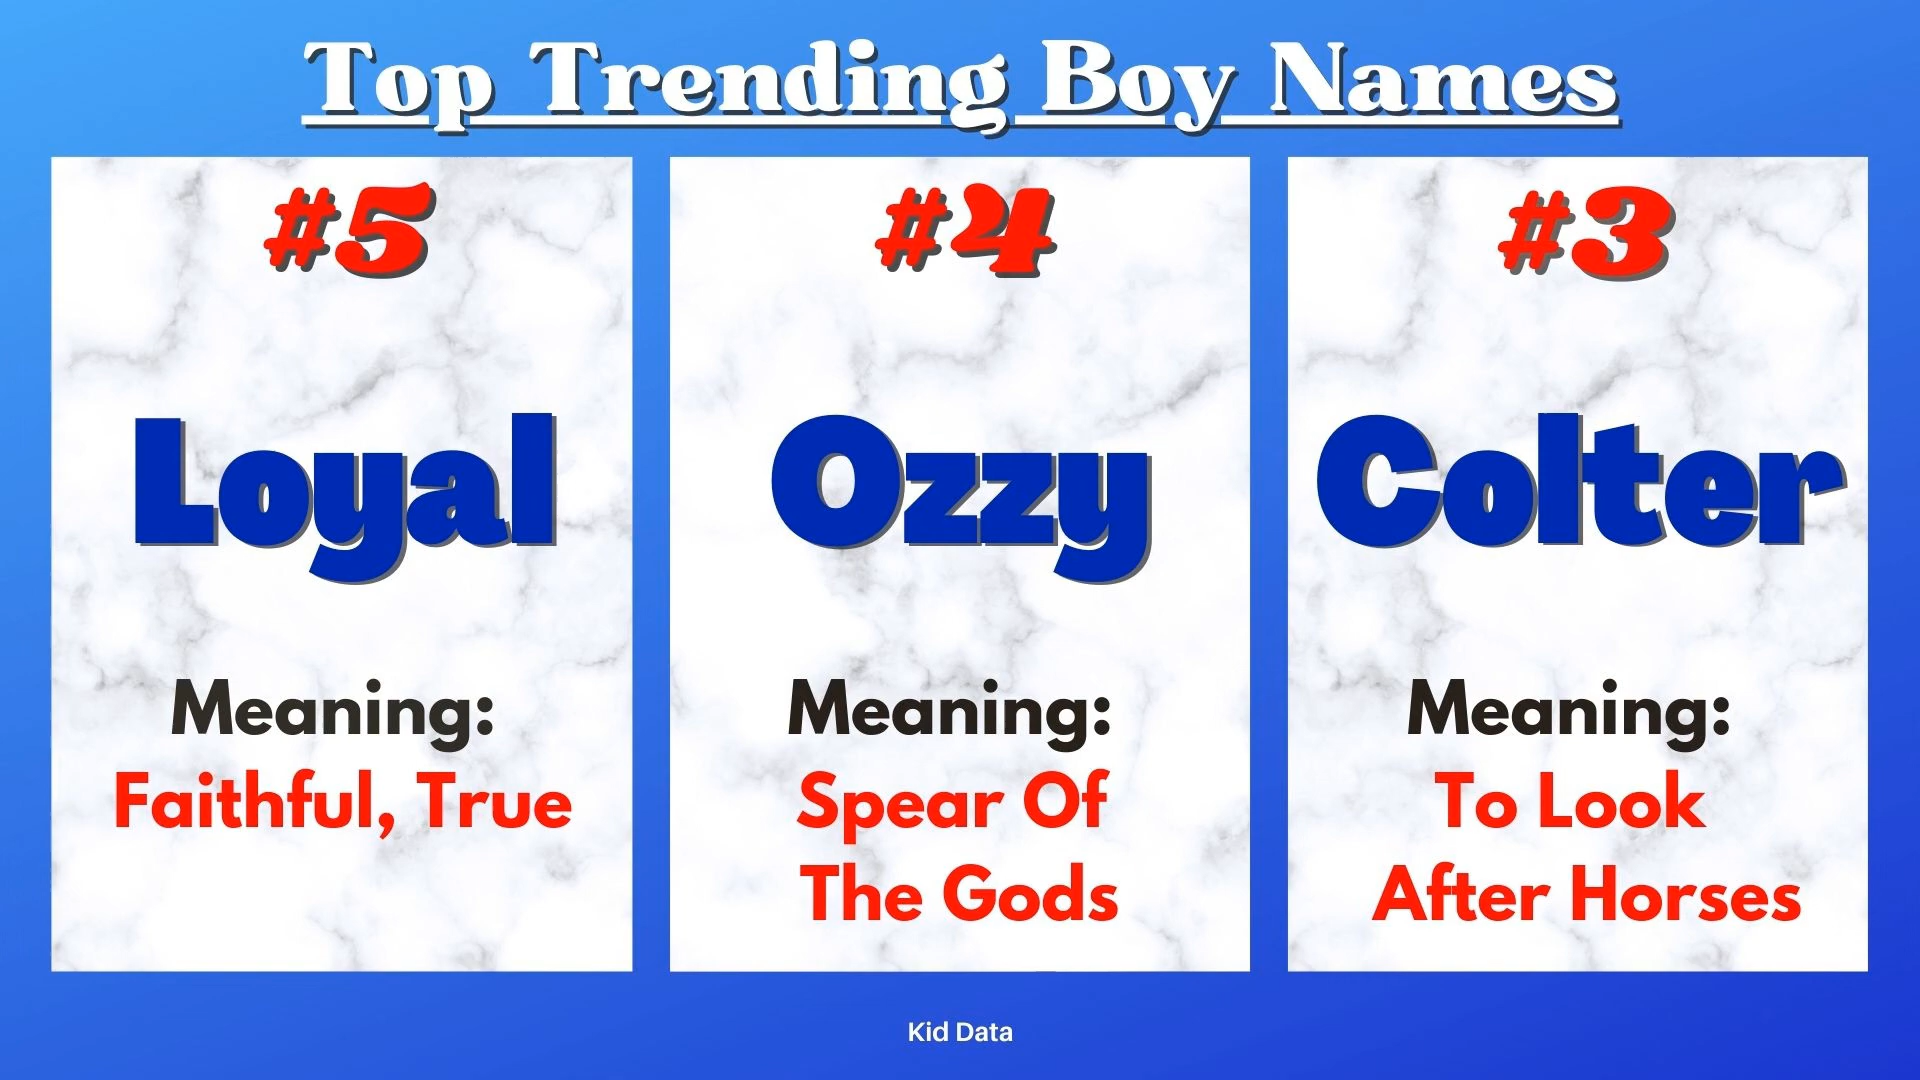 Top Trending Boy Names
#5
Loyal
Meaning:
Faithful, True
#4
Ozzy
Meaning:
Spear Of
The Gods
#3
Colter
Meaning:
To Look
After Horses
Kid Data